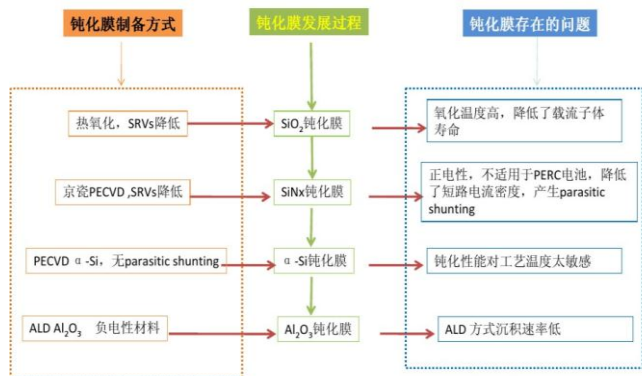 钝化膜制备方式
钝化膜发展过程
钝化膜存在的问题
热氧化，SRVs降低
SiO₂钝化膜
氧化温度高，降低了载流子体
寿命
京瓷PECVD ,SRVs降低
SiNx钝化膜
正电性，不适用于PERC电池，降低
了短路电流密度，产生parasitic
shunting
PECVD α-Si，无parasitic shunting
α-Si钝化膜
钝化性能对工艺温度太敏感
ALD Al₂O₃ 负电性材料
Al₂O₃钝化膜
ALD 方式沉积速率低